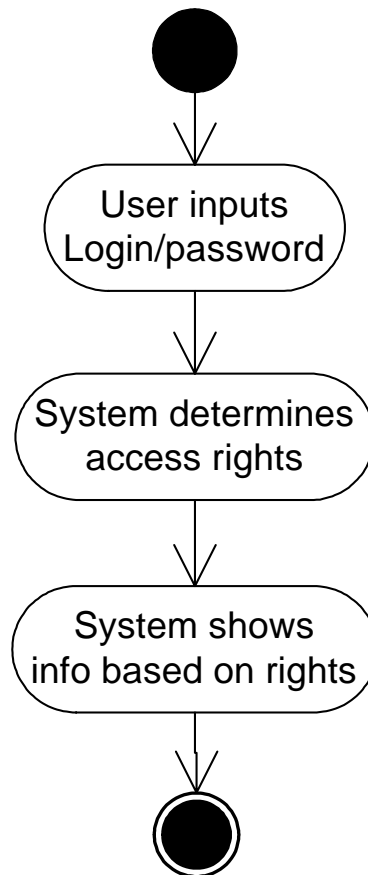 User inputs
Login/password
System determines
access rights
System shows
info based on rights